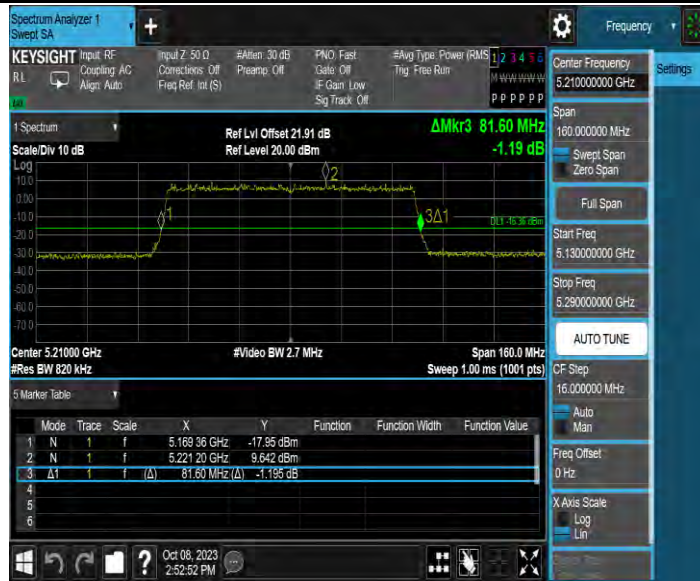 Spectrum Analyzer 1
Swept SA
+
Frequency
KEYSIGHT
RL
Input: RF
Coupling: AC
Align: Auto
Input Z: 50 Ω
Corrections: Off
Freq Ref: Int (S)
#Atten: 30 dB
Preamp: Off
PNO: Fast
Gate: Off
IF Gain: Low
Sig Track: Off
#Avg Type: Power (RMS
Trig: Free Run
1 2 3 4 5 6
M W W W W W
P P P P P P
1 Spectrum
Scale/Div 10 dB
Ref Lvl Offset 21.91 dB
Ref Level 20.00 dBm
ΔMkr3 81.60 MHz
-1.19 dB
Log
10.0
0.00
-10.0
-20.0
-30.0
-40.0
-50.0
-60.0
-70.0
1
2
3Δ1
DL1 -16.36 dBm
Center 5.21000 GHz
#Res BW 820 kHz
#Video BW 2.7 MHz
Span 160.0 MHz
Sweep 1.00 ms (1001 pts)
5 Marker Table
Mode Trace Scale X Y Function Function Width Function Value
1 N 1 f 5.169 36 GHz -17.95 dBm
2 N 1 f 5.221 20 GHz 9.642 dBm
3 Δ1 1 f (Δ) 81.60 MHz (Δ) -1.195 dB
4
5
6
Oct 08, 2023
2:52:52 PM
?
Center Frequency
5.210000000 GHz
Settings
Span
160.000000 MHz
Swept Span
Zero Span
Full Span
Start Freq
5.130000000 GHz
Stop Freq
5.290000000 GHz
AUTO TUNE
CF Step
16.000000 MHz
Auto
Man
Freq Offset
0 Hz
X Axis Scale
Log
Lin